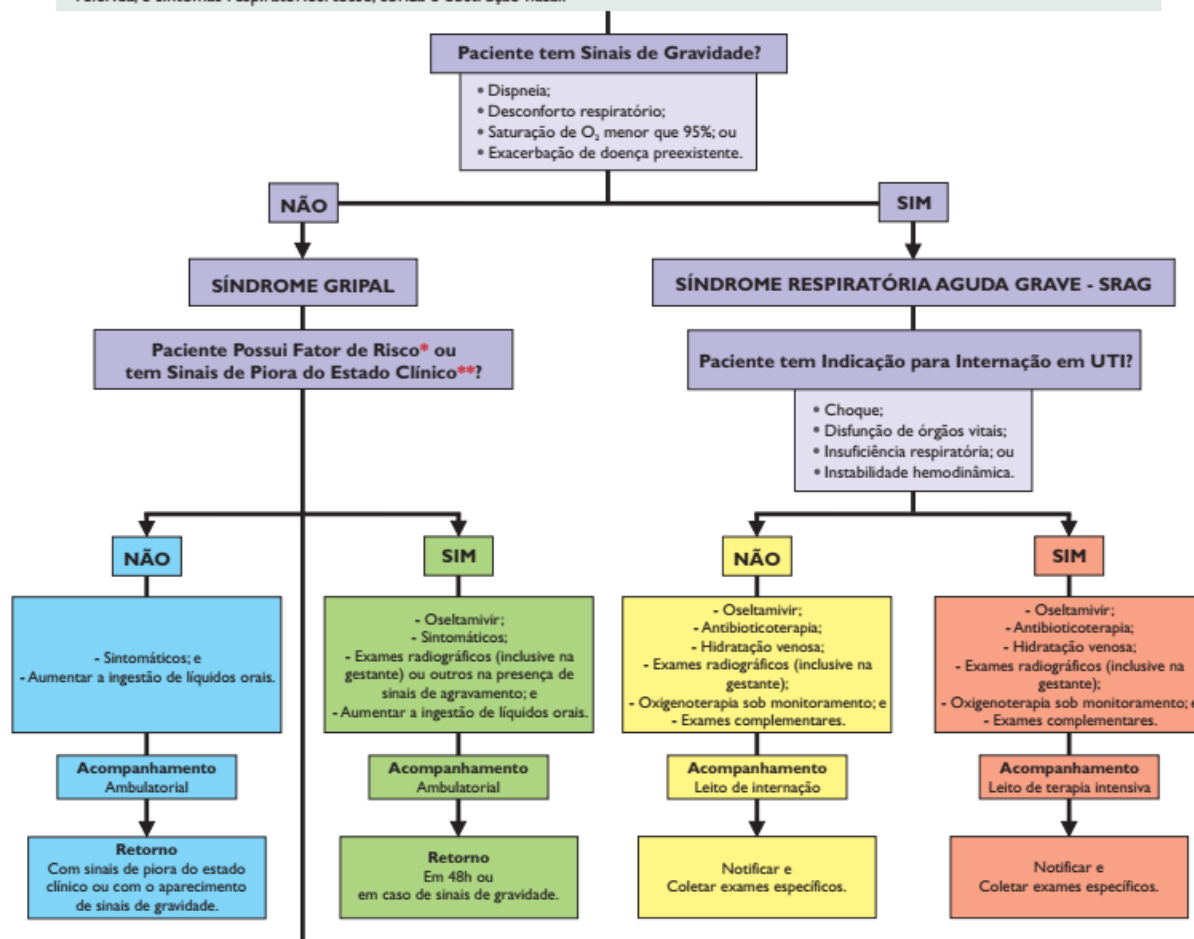 Paciente tem Sinais de Gravidade?
• Dispneia;
• Desconforto respiratório;
• Saturação de O₂ menor que 95%; ou
• Exacerbação de doença preexistente.
NÃO
SIM
SÍNDROME GRIPAL
SÍNDROME RESPIRATÓRIA AGUDA GRAVE - SRAG
Paciente Possui Fator de Risco* ou
tem Sinais de Piora do Estado Clínico**?
Paciente tem Indicação para Internação em UTI?
• Choque;
• Disfunção de órgãos vitais;
• Insuficiência respiratória; ou
• Instabilidade hemodinâmica.
NÃO
SIM
NÃO
SIM
- Sintomáticos; e
- Aumentar a ingestão de líquidos orais.
- Oseltamivir;
- Sintomáticos;
- Exames radiográficos (inclusive na
gestante) ou outros na presença de
sinais de agravamento; e
- Aumentar a ingestão de líquidos orais.
- Oseltamivir;
- Antibioticoterapia;
- Hidratação venosa;
- Exames radiográficos (inclusive na
gestante);
- Oxigenoterapia sob monitoramento; e
- Exames complementares.
- Oseltamivir;
- Antibioticoterapia;
- Hidratação venosa;
- Exames radiográficos (inclusive na
gestante);
- Oxigenoterapia sob monitoramento; e
- Exames complementares.
Acompanhamento
Ambulatorial
Acompanhamento
Ambulatorial
Acompanhamento
Leito de internação
Acompanhamento
Leito de terapia intensiva
Retorno
Com sinais de piora do estado
clínico ou com o aparecimento
de sinais de gravidade.
Retorno
Em 48h ou
em caso de sinais de gravidade.
Notificar e
Coletar exames específicos.
Notificar e
Coletar exames específicos.